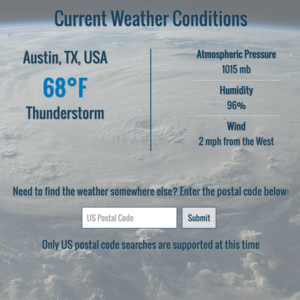 Current Weather Conditions
Austin, TX, USA
68°F
Thunderstorm
Atmospheric Pressure
1015 mb
Humidity
96%
Wind
2 mph from the West
Need to find the weather somewhere else? Enter the postal code below:
US Postal Code
Submit
Only US postal code searches are supported at this time